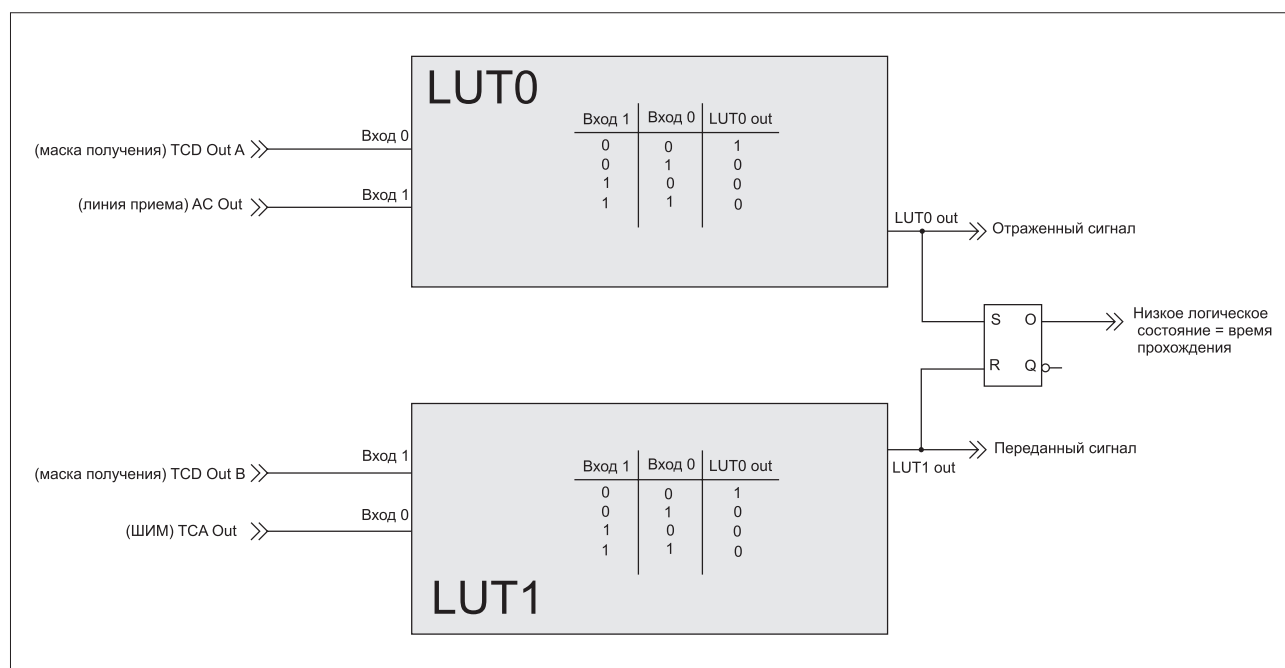 LUT0
Вход 1 Вход 0 LUT0 out
0 0 1
0 1 0
1 0 0
1 1 0
(маска получения) TCD Out A
Вход 0
(линия приема) AC Out
Вход 1
LUT0 out
Отраженный сигнал
S O
R Q
Низкое логическое
состояние = время
прохождения
(маска получения) TCD Out B
Вход 1
(ШИМ) TCA Out
Вход 0
Вход 1 Вход 0 LUT0 out
0 0 1
0 1 0
1 0 0
1 1 0
LUT1
Переданный сигнал
LUT1 out